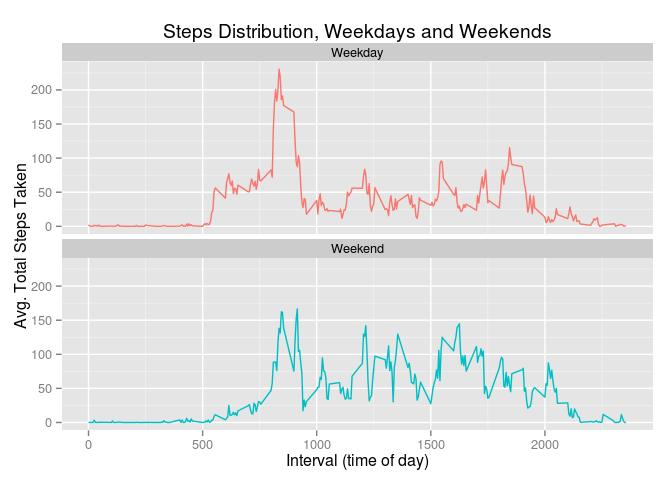 Steps Distribution, Weekdays and Weekends
Weekday
200
150
100
50
0
Weekend
200
150
100
50
0
Avg. Total Steps Taken
0 500 1000 1500 2000
Interval (time of day)